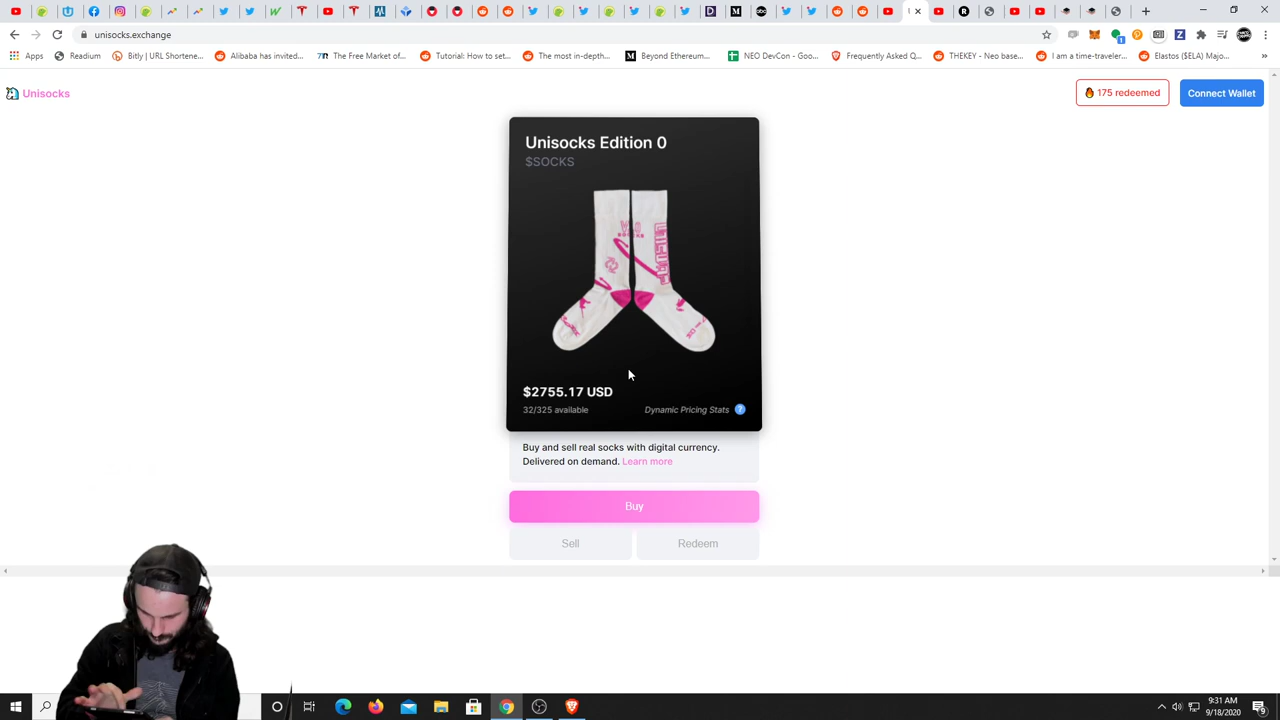 unisocks.exchange
Apps
Readium
Bitly | URL Shortene...
Alibaba has invited...
The Free Market of...
Tutorial: How to set...
The most in-depth...
Beyond Ethereum...
NEO DevCon - Goo...
Frequently Asked Q...
THEKEY - Neo base...
I am a time-traveler...
Elastos ($ELA) Majo...
Unisocks
175 redeemed
Connect Wallet
Unisocks Edition 0
$SOCKS
$2755.17 USD
32/325 available
Dynamic Pricing Stats ?
Buy and sell real socks with digital currency.
Delivered on demand. Learn more
Buy
Sell
Redeem
9:31 AM
9/18/2020